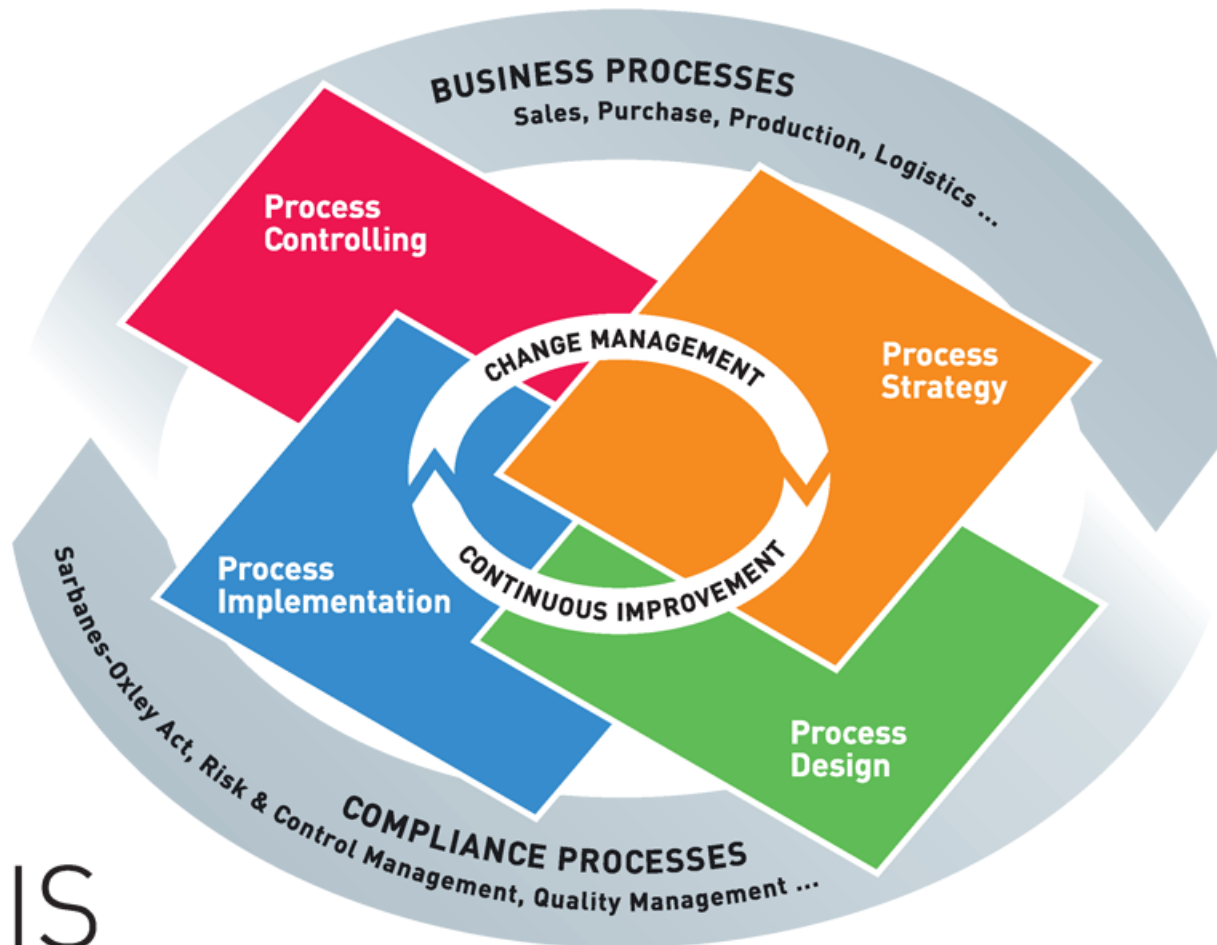 BUSINESS PROCESSES
Sales, Purchase, Production, Logistics ...
Process
Controlling
Process
Strategy
CHANGE MANAGEMENT
CONTINUOUS IMPROVEMENT
Process
Implementation
Process
Design
COMPLIANCE PROCESSES
Sarbanes-Oxley Act, Risk & Control Management, Quality Management ...
IS